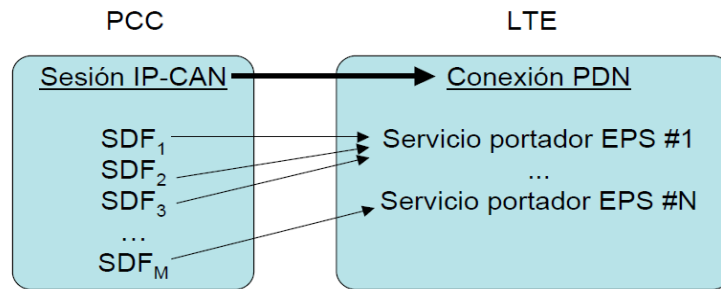 PCC
LTE
Sesión IP-CAN
Conexión PDN
SDF1
SDF2
SDF3
...
SDFM
Servicio portador EPS #1
...
Servicio portador EPS #N